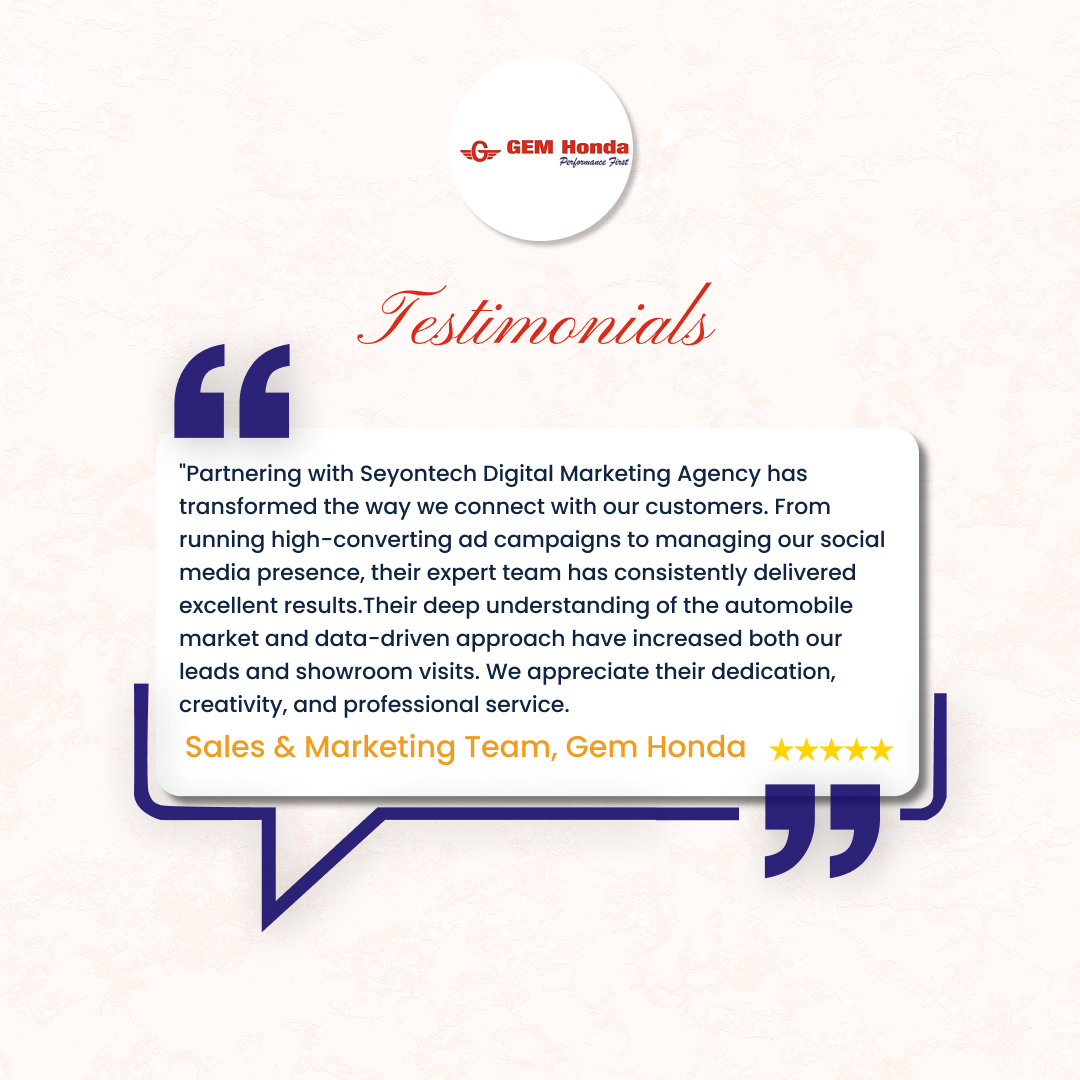 GEM Honda
Performance First
Testimonials
"Partnering with Seyontech Digital Marketing Agency has
transformed the way we connect with our customers. From
running high-converting ad campaigns to managing our social
media presence, their expert team has consistently delivered
excellent results.Their deep understanding of the automobile
market and data-driven approach have increased both our
leads and showroom visits. We appreciate their dedication,
creativity, and professional service.
Sales & Marketing Team, Gem Honda